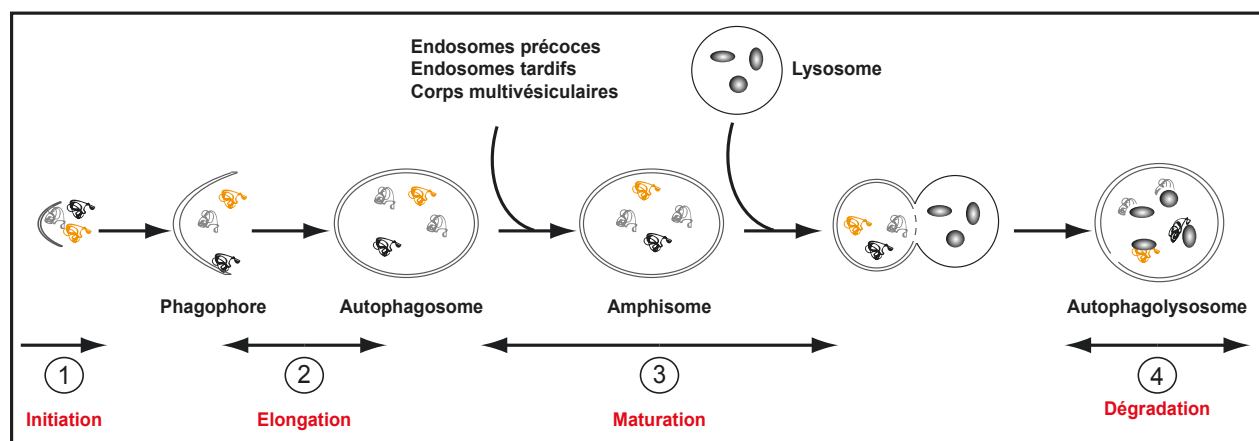 Endosomes précoces
Endosomes tardifs
Corps multivésiculaires
Lysosome
Phagophore
Autophagosome
Amphisome
Autophagolysosome
1
2
3
4
Initiation
Elongation
Maturation
Dégradation